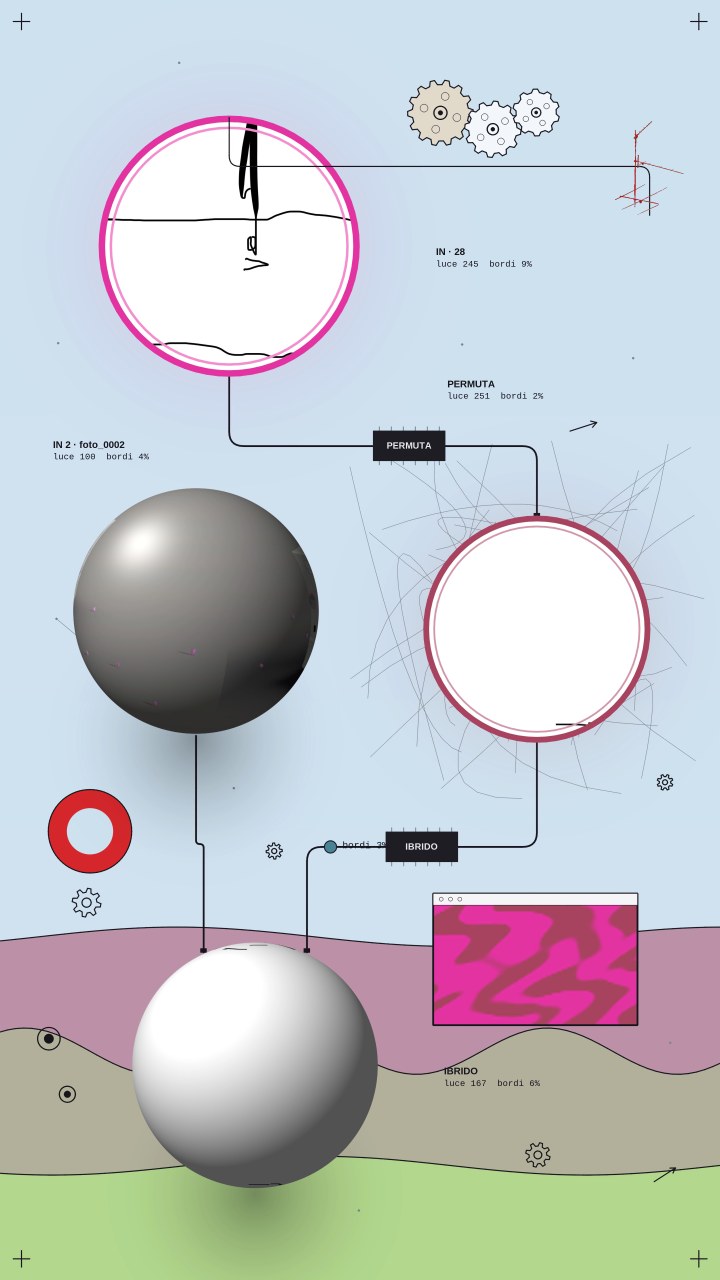 IN · 28
luce 245  bordi 9%
PERMUTA
luce 251  bordi 2%
PERMUTA
IN 2 · foto_0002
luce 100  bordi 4%
bordi 3%
IBRIDO
IBRIDO
luce 167  bordi 6%